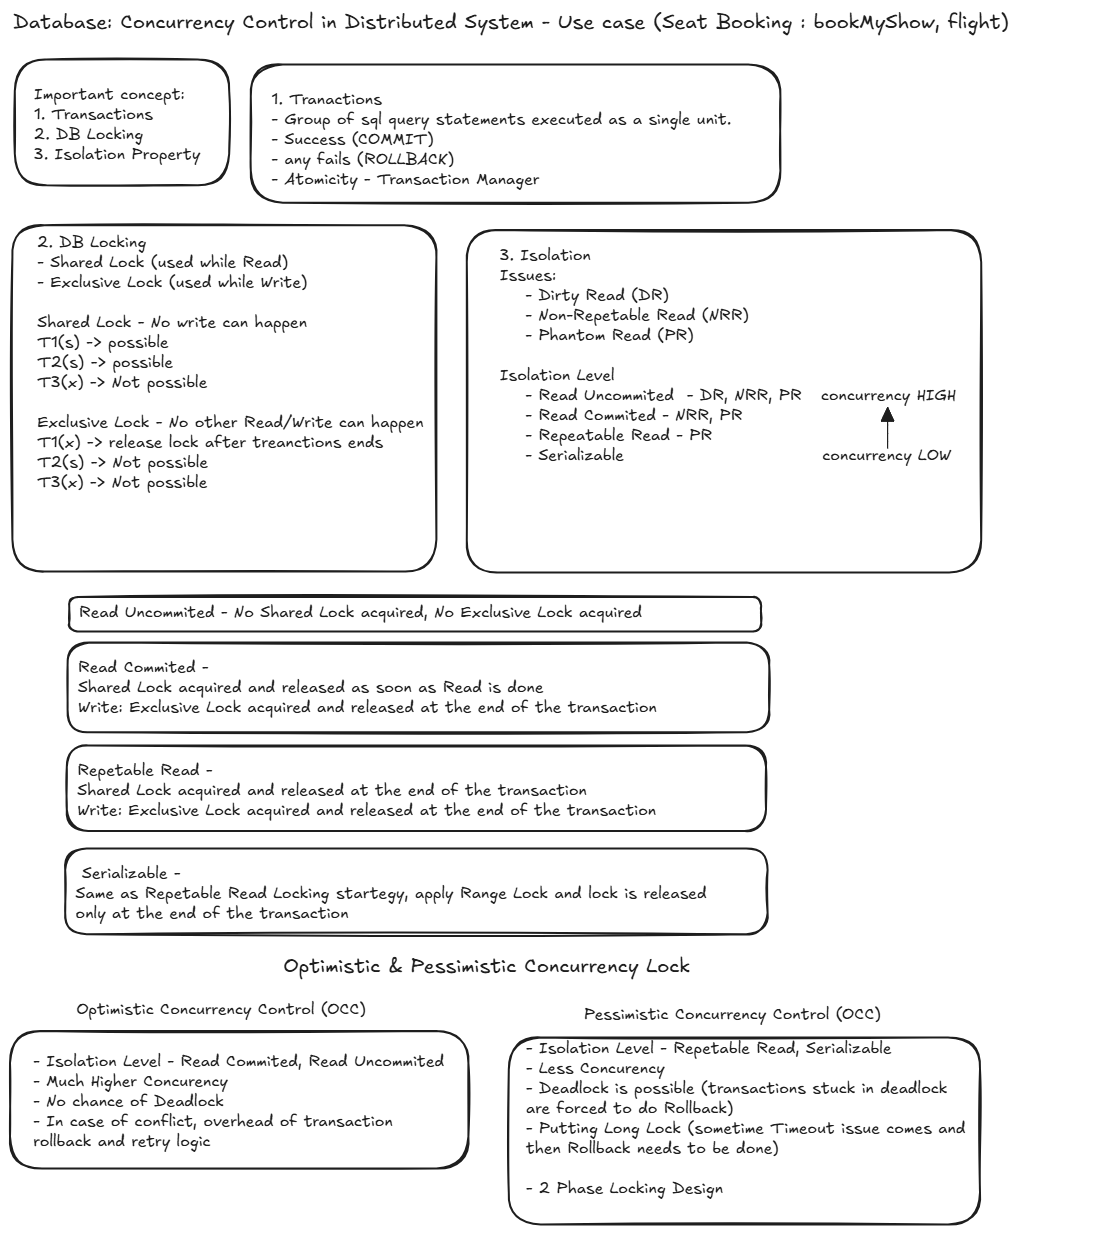 Database: Concurrency Control in Distributed System - Use case (Seat Booking : bookMyShow, flight)
Important concept:
1. Transactions
2. DB Locking
3. Isolation Property
1. Tranactions
- Group of sql query statements executed as a single unit.
- Success (COMMIT)
- any fails (ROLLBACK)
- Atomicity - Transaction Manager
2. DB Locking
- Shared Lock (used while Read)
- Exclusive Lock (used while Write)
Shared Lock - No write can happen
T1(s) -> possible
T2(s) -> possible
T3(x) -> Not possible
Exclusive Lock - No other Read/Write can happen
T1(x) -> release lock after treanctions ends
T2(s) -> Not possible
T3(x) -> Not possible
3. Isolation
Issues:
- Dirty Read (DR)
- Non-Repetable Read (NRR)
- Phantom Read (PR)
Isolation Level
- Read Uncommited - DR, NRR, PR concurrency HIGH
- Read Commited - NRR, PR
- Repeatable Read - PR
- Serializable concurrency LOW
Read Uncommited - No Shared Lock acquired, No Exclusive Lock acquired
Read Commited -
Shared Lock acquired and released as soon as Read is done
Write: Exclusive Lock acquired and released at the end of the transaction
Repetable Read -
Shared Lock acquired and released at the end of the transaction
Write: Exclusive Lock acquired and released at the end of the transaction
Serializable -
Same as Repetable Read Locking startegy, apply Range Lock and lock is released
only at the end of the transaction
Optimistic & Pessimistic Concurrency Lock
Optimistic Concurrency Control (OCC)
- Isolation Level - Read Commited, Read Uncommited
- Much Higher Concurency
- No chance of Deadlock
- In case of conflict, overhead of transaction
rollback and retry logic
Pessimistic Concurrency Control (OCC)
- Isolation Level - Repetable Read, Serializable
- Less Concurency
- Deadlock is possible (transactions stuck in deadlock
are forced to do Rollback)
- Putting Long Lock (sometime Timeout issue comes and
then Rollback needs to be done)
- 2 Phase Locking Design